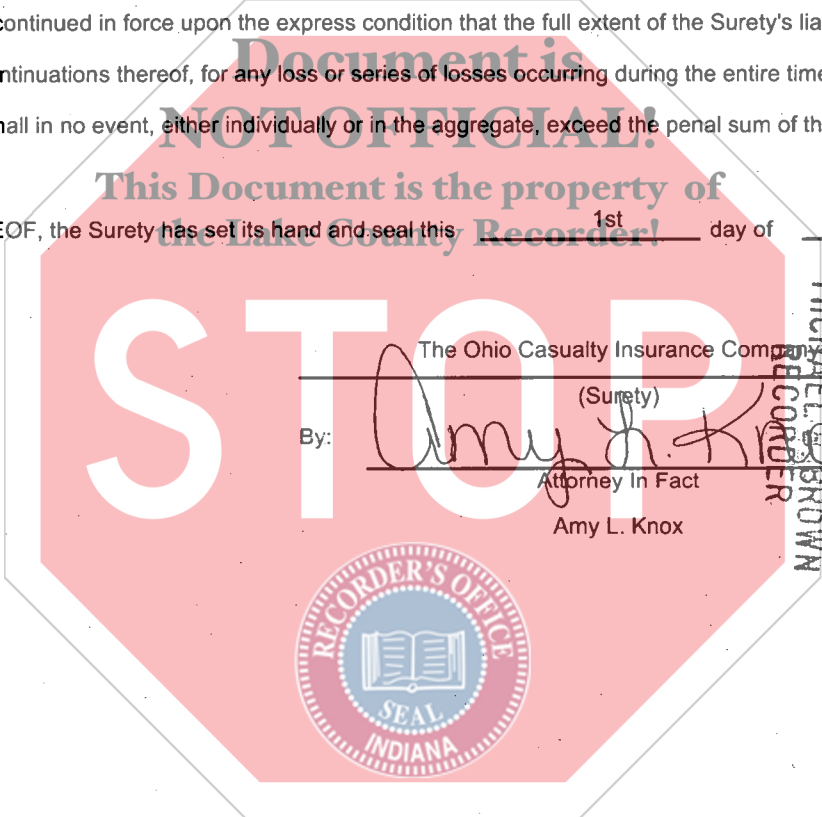 continued in force upon the express condition that the full extent of the Surety's lia
Document is
ntinuations thereof, for any loss or series of losses occurring during the entire time
NOT OFFICIAL!
hall in no event, either individually or in the aggregate, exceed the penal sum of th
This Document is the property of
the Lake County Recorder!
EOF, the Surety has set its hand and seal this 1st day of
STOP
The Ohio Casualty Insurance Company
(Surety)
By: Amy L. Kno
Attorney In Fact
Amy L. Knox
BROWN
RECORDER
RECORDER'S OFFICE
SEAL
INDIANA